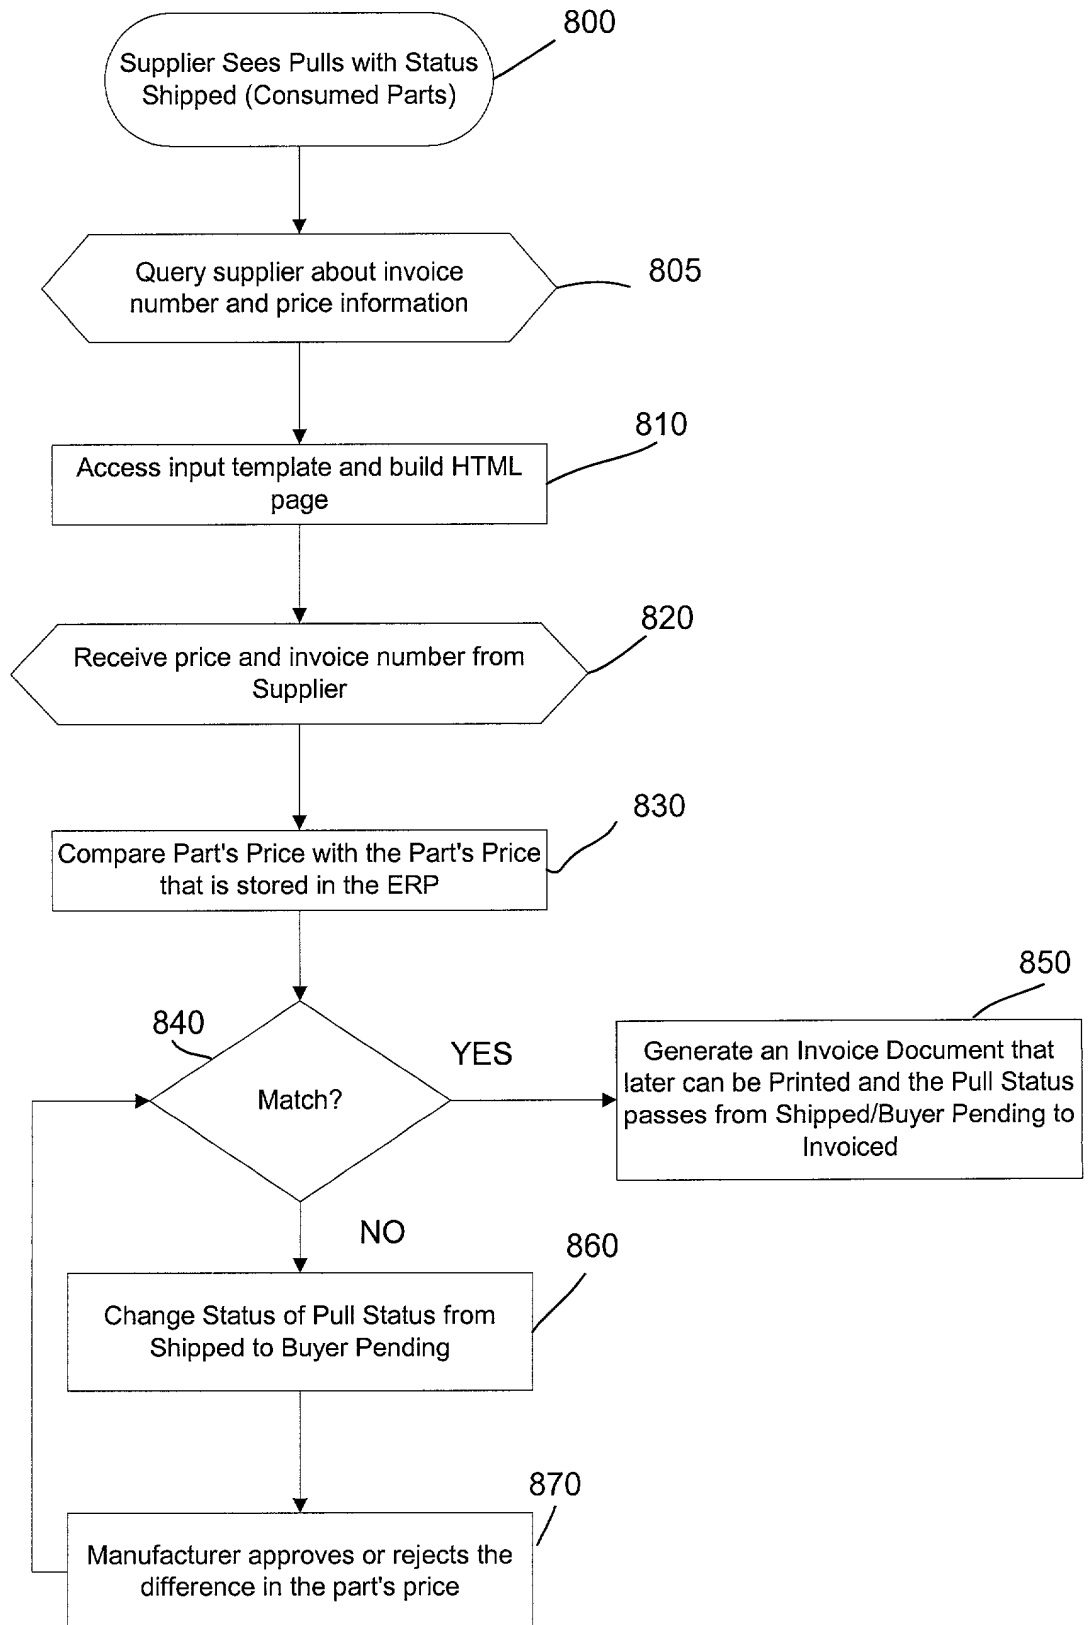 800
Supplier Sees Pulls with Status
Shipped (Consumed Parts)
805
Query supplier about invoice
number and price information
810
Access input template and build HTML
page
820
Receive price and invoice number from
Supplier
830
Compare Part's Price with the Part's Price
that is stored in the ERP
840
Match?
YES
850
Generate an Invoice Document that
later can be Printed and the Pull Status
passes from Shipped/Buyer Pending to
Invoiced
NO
860
Change Status of Pull Status from
Shipped to Buyer Pending
870
Manufacturer approves or rejects the
difference in the part's price